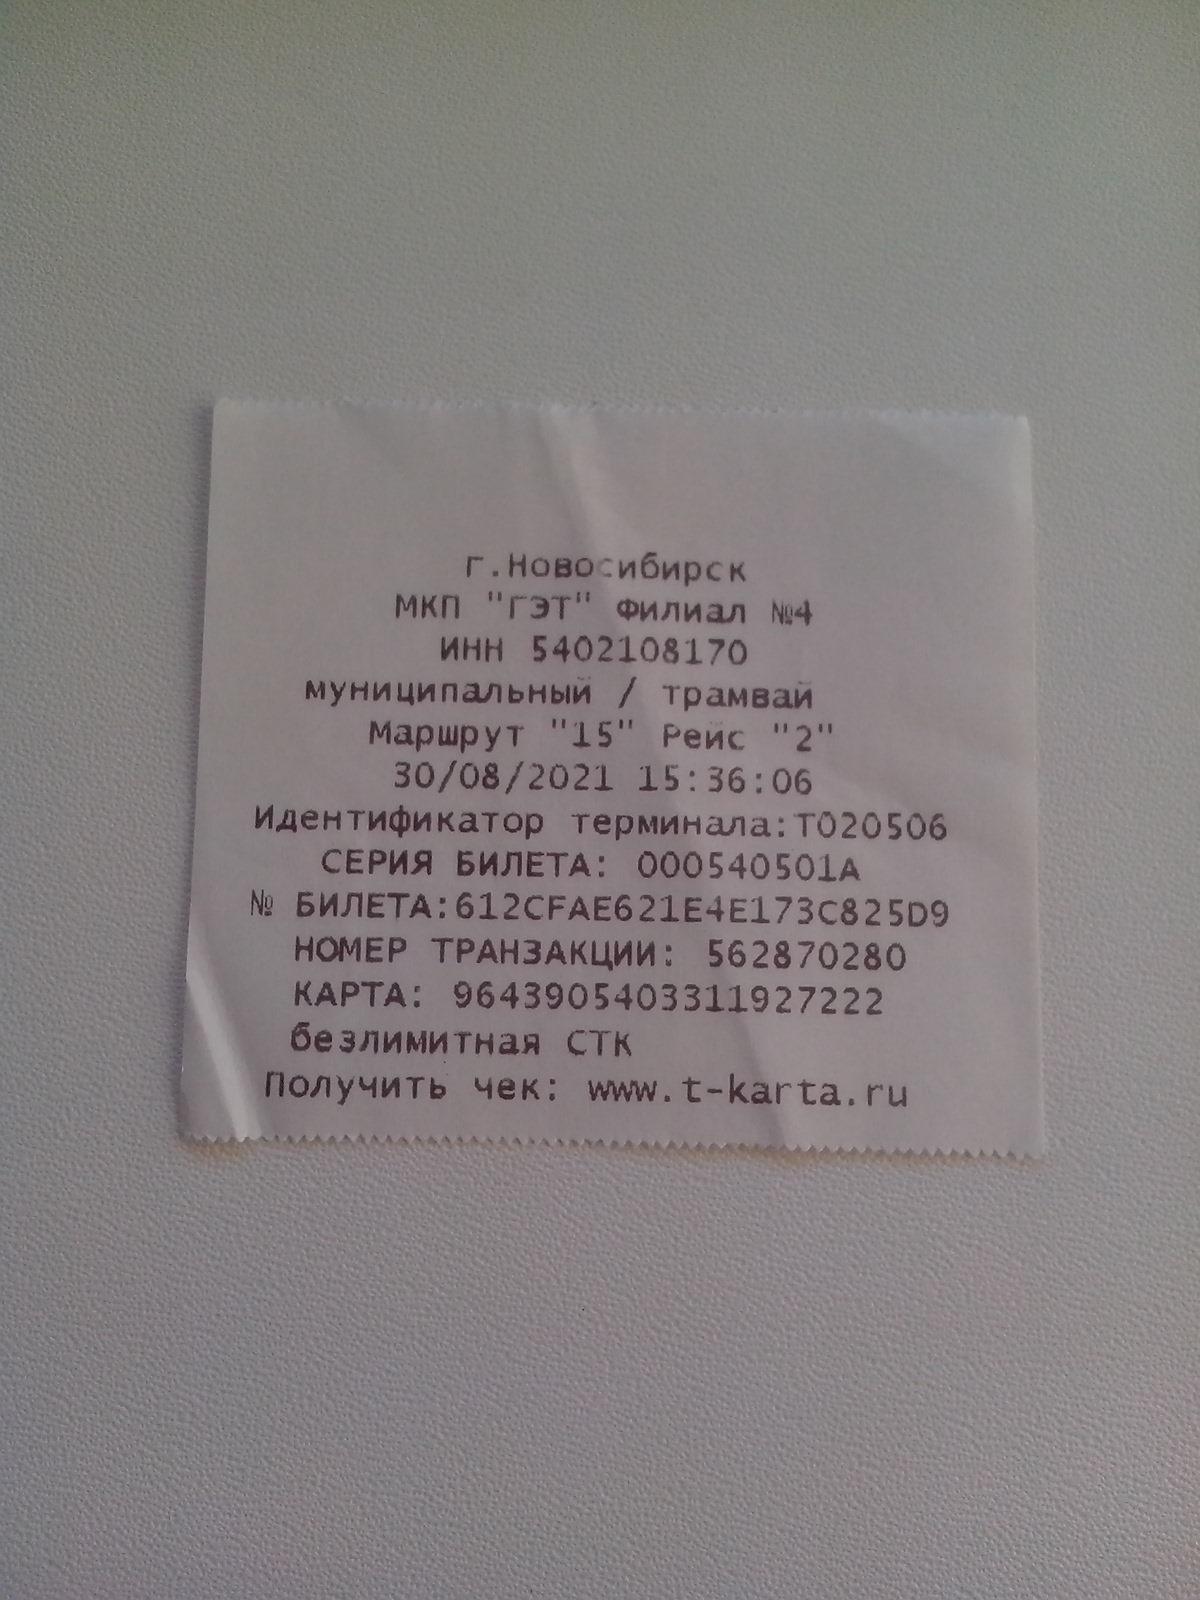 г.Новосибирск
МКП "ГЭТ" Филиал №4
ИНН 5402108170
муниципальный / трамвай
Маршрут "15" Рейс "2"
30/08/2021 15:36:06
Идентификатор терминала:T020506
СЕРИЯ БИЛЕТА: 000540501A
№ БИЛЕТА:612CFAE621E4E173C825D9
НОМЕР ТРАНЗАКЦИИ: 562870280
КАРТА: 9643905403311927222
безлимитная СТК
Получить чек: www.t-karta.ru